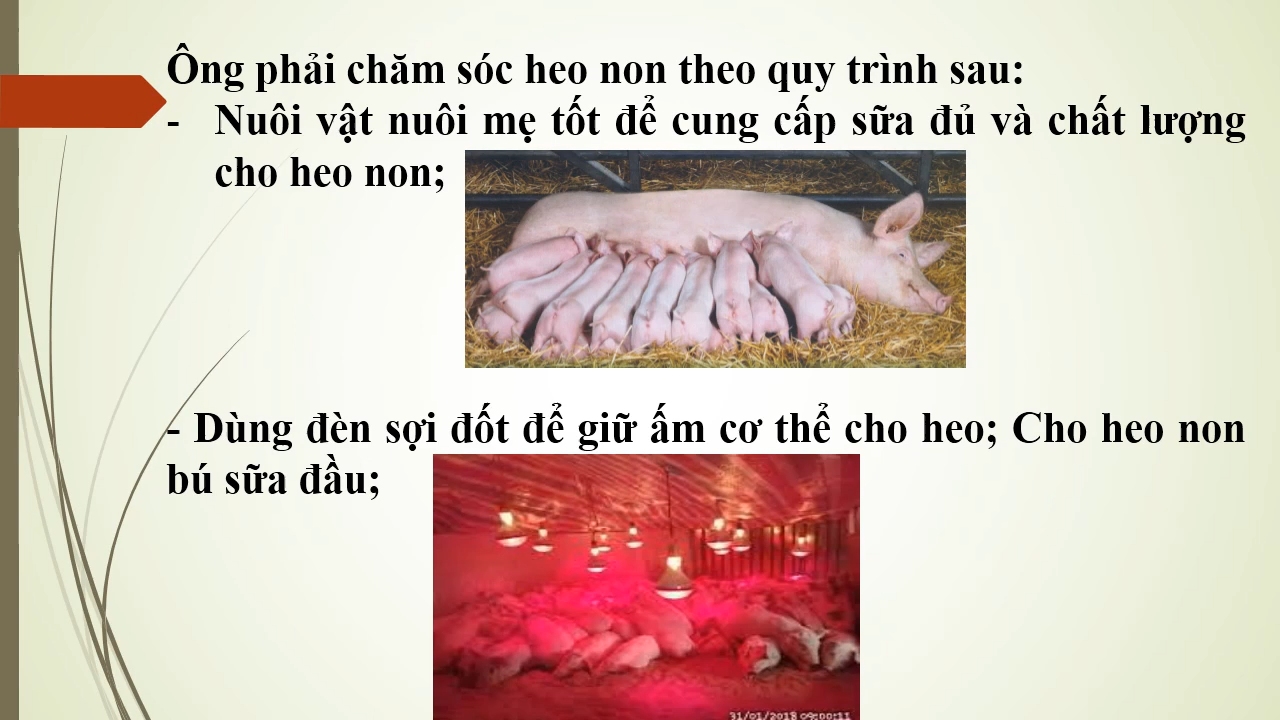 Ông phải chăm sóc heo non theo quy trình sau:
- Nuôi vật nuôi mẹ tốt để cung cấp sữa đủ và chất lượng
cho heo non;
- Dùng đèn sợi đốt để giữ ấm cơ thể cho heo; Cho heo non
bú sữa đầu;
31/01/2018 09:00:11